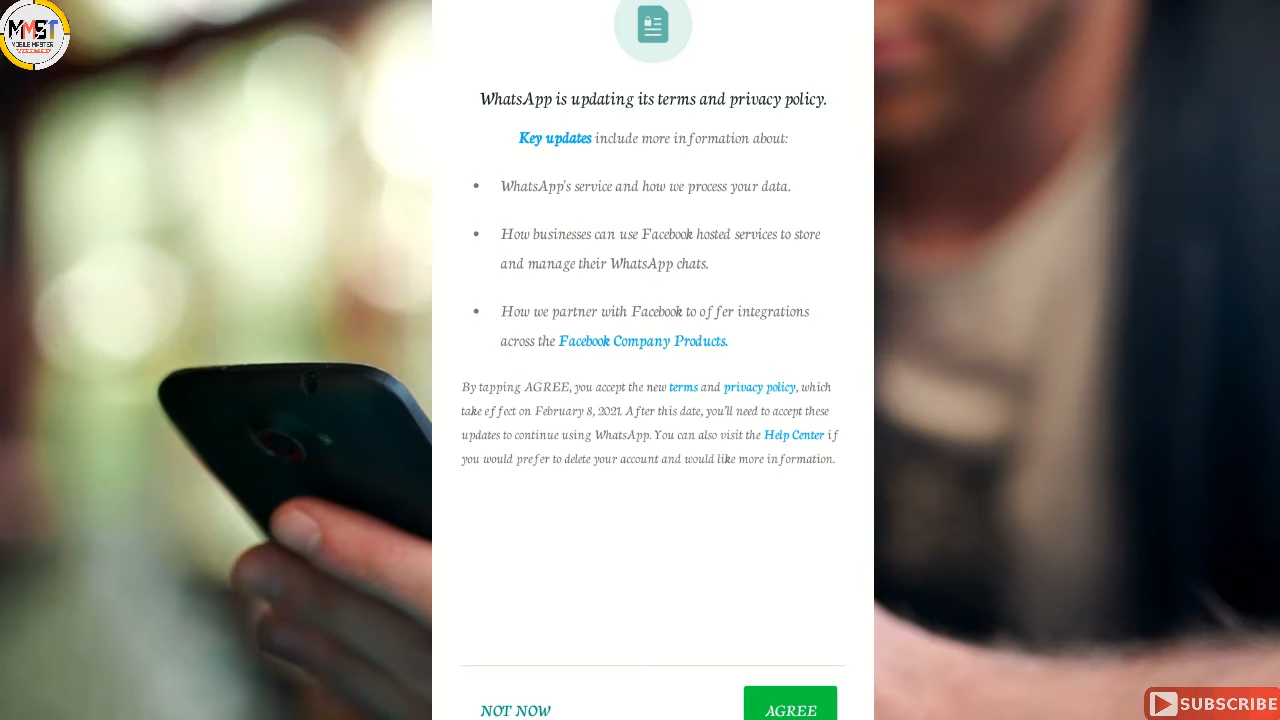 MMST
MOBILE MASTER
WhatsApp is updating its terms and privacy policy.
Key updates include more information about:
• WhatsApp's service and how we process your data.
• How businesses can use Facebook hosted services to store
and manage their WhatsApp chats.
• How we partner with Facebook to offer integrations
across the Facebook Company Products.
By tapping AGREE, you accept the new terms and privacy policy, which
take effect on February 8, 2021. After this date, you'll need to accept these
updates to continue using WhatsApp. You can also visit the Help Center if
you would prefer to delete your account and would like more information.
NOT NOW
AGREE
SUBSCRIBE